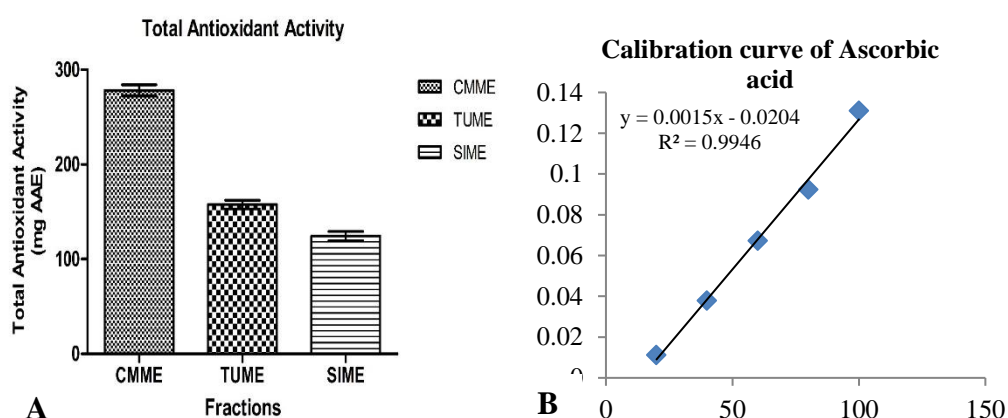 Total Antioxidant Activity
300
200
100
0
Total Antioxidant Activity
(mg AAE)
CMME
TUME
SIME
Fractions
CMME
TUME
SIME
A
Calibration curve of Ascorbic
acid
y = 0.0015x - 0.0204
R² = 0.9946
0.14
0.12
0.1
0.08
0.06
0.04
0.02
0
50
100
150
B